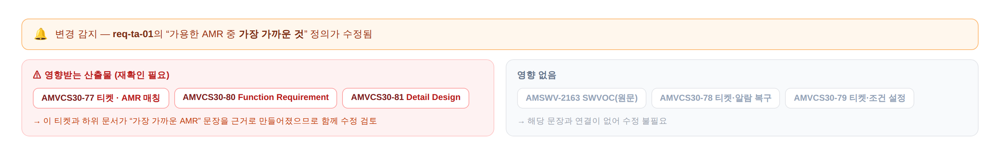 🔔 변경 감지 — req-ta-01의 “가용한 AMR 중 가장 가까운 것” 정의가 수정됨
⚠ 영향받는 산출물 (재확인 필요)
AMVCS30-77 티켓 · AMR 매칭
AMVCS30-80 Function Requirement
AMVCS30-81 Detail Design
→ 이 티켓과 하위 문서가 “가장 가까운 AMR” 문장을 근거로 만들어졌으므로 함께 수정 검토
영향 없음
AMSWV-2163 SWVOC(원문)
AMVCS30-78 티켓·알람 복구
AMVCS30-79 티켓·조건 설정
→ 해당 문장과 연결이 없어 수정 불필요